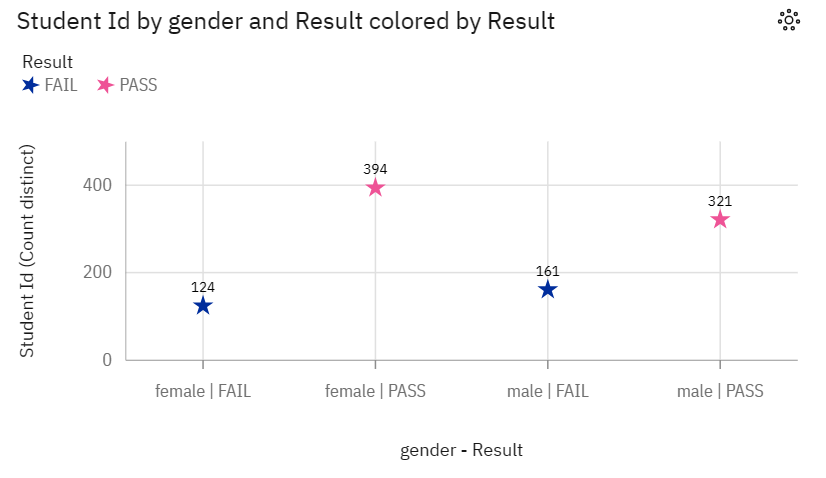 Student Id by gender and Result colored by Result
Result
FAIL PASS
Student Id (Count distinct)
400
200
0
124
394
161
321
female | FAIL female | PASS male | FAIL male | PASS
gender - Result